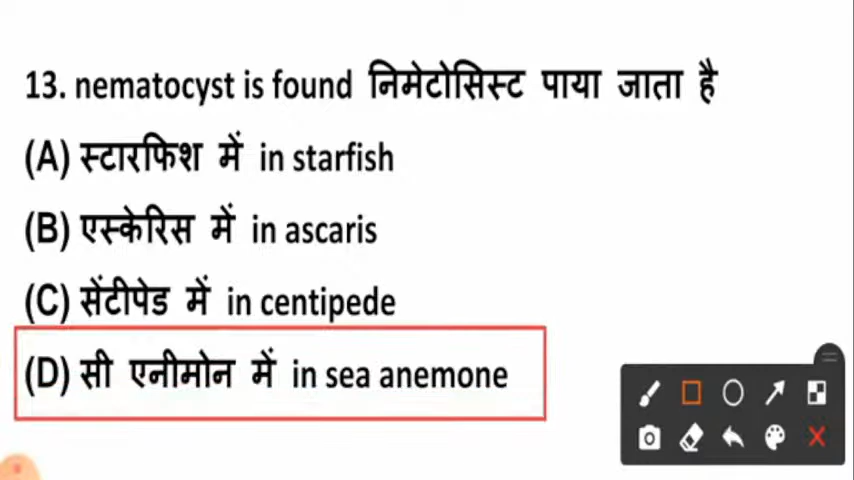 13. nematocyst is found निमेटोसिस्ट पाया जाता है
(A) स्टारफिश में in starfish
(B) एस्केरिस में in ascaris
(C) सेंटीपेड में in centipede
(D) सी एनीमोन में in sea anemone